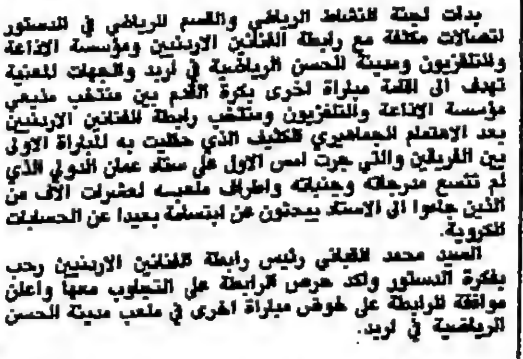 بدأت لجنة النشاط الرياضي والقسم الرياضي في الدستور
اتصالات مكثفة مع رابطة الفنانين الاردنيين ومؤسسة الاذاعة
والتلفزيون ومدينة الحسن الرياضية في اربد والجهات المعنية
تهدف الى اقامة مباراة اخرى بكرة القدم بين منتخب مذيعي
مؤسسة الاذاعة والتلفزيون ومنتخب رابطة الفنانين الاردنيين
بعد الاهتمام الجماهيري الكثيف الذي حظيت به المباراة الاولى
بين الفريقين والتي جرت امس الاول على ستاد عمان الدولي الذي
لم تتسع مدرجاته وجنباته واطراف ملعبه لعشرات الالاف من
الذين جاءوا الى الاستاد يبحثون عن ابتسامة بعيدا عن الحسابات
الكروية.
السيد محمد القباني رئيس رابطة الفنانين الاردنيين رحب
بفكرة الدستور واكد حرص الرابطة على التجاوب معها واعلن
موافقة الرابطة على خوض مباراة اخرى في ملعب مدينة الحسن
الرياضية في اربد.